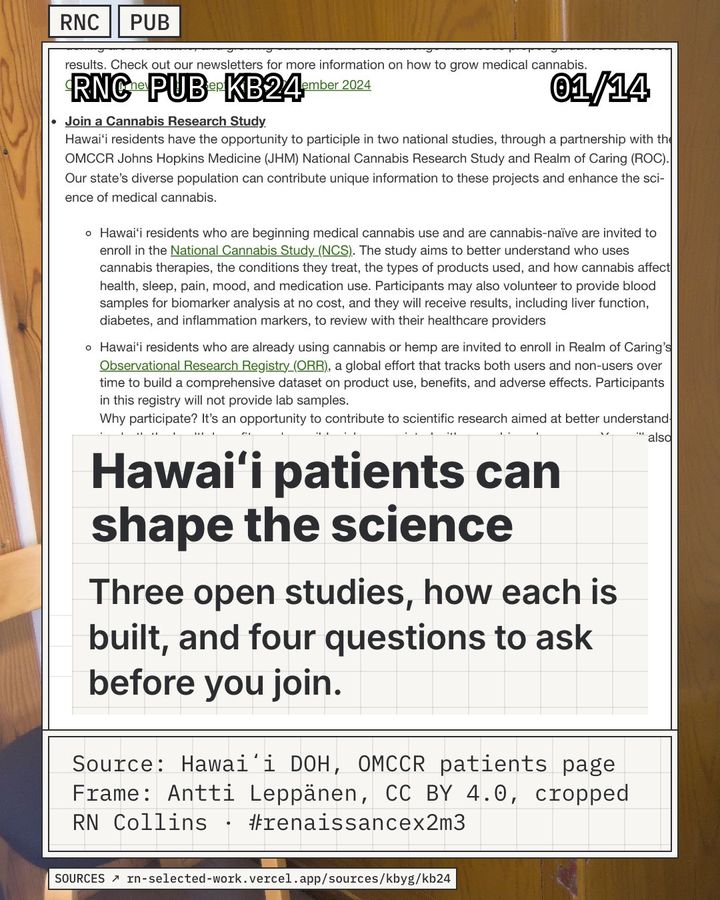 RNC PUB
results. Check out our newsletters for more information on how to grow medical cannabis.
RNC PUB KB24 01/14
ember 2024
• Join a Cannabis Research Study
Hawaiʻi residents have the opportunity to participle in two national studies, through a partnership with the
OMCCR Johns Hopkins Medicine (JHM) National Cannabis Research Study and Realm of Caring (ROC).
Our state’s diverse population can contribute unique information to these projects and enhance the sci-
ence of medical cannabis.
Hawaiʻi residents who are beginning medical cannabis use and are cannabis-naïve are invited to
enroll in the National Cannabis Study (NCS). The study aims to better understand who uses
cannabis therapies, the conditions they treat, the types of products used, and how cannabis affect
health, sleep, pain, mood, and medication use. Participants may also volunteer to provide blood
samples for biomarker analysis at no cost, and they will receive results, including liver function,
diabetes, and inflammation markers, to review with their healthcare providers
Hawaiʻi residents who are already using cannabis or hemp are invited to enroll in Realm of Caring’s
Observational Research Registry (ORR), a global effort that tracks both users and non-users over
time to build a comprehensive dataset on product use, benefits, and adverse effects. Participants
in this registry will not provide lab samples.
Why participate? It’s an opportunity to contribute to scientific research aimed at better understand-
also
Hawaiʻi patients can
shape the science
Three open studies, how each is
built, and four questions to ask
before you join.
Source: Hawaiʻi DOH, OMCCR patients page
Frame: Antti Leppänen, CC BY 4.0, cropped
RN Collins · #renaissancex2m3
SOURCES ↗ rn-selected-work.vercel.app/sources/kbyg/kb24